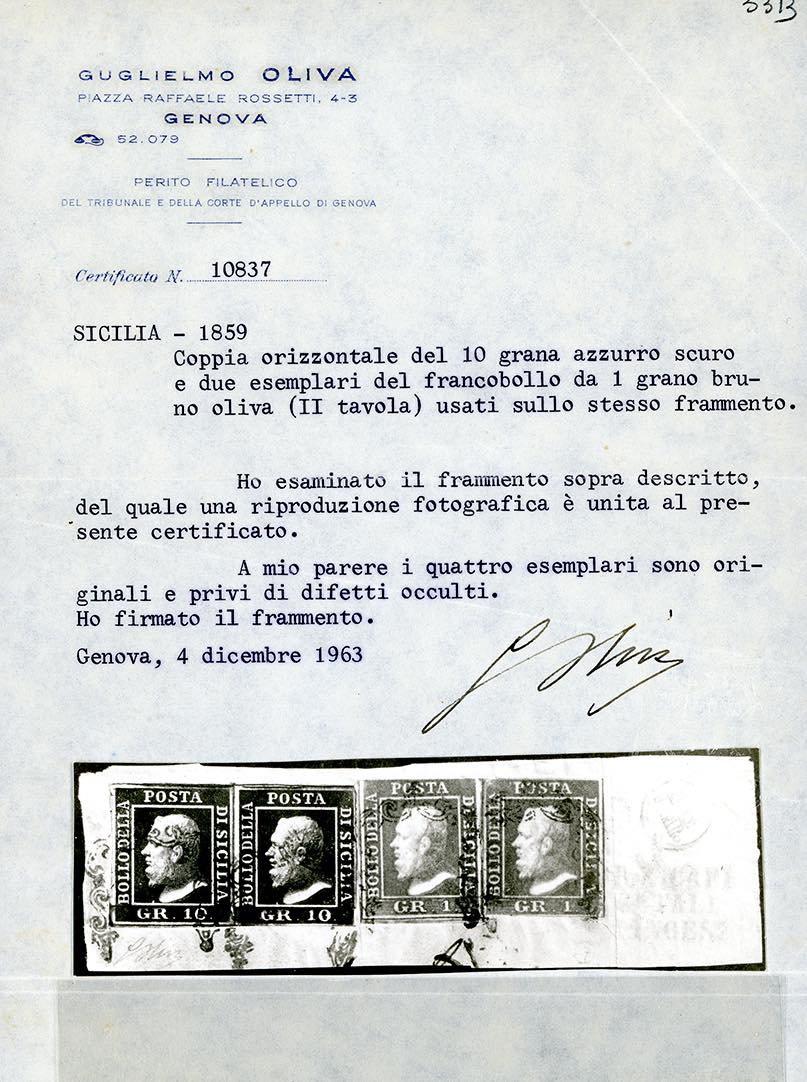 GUGLIELMO OLIVA
PIAZZA RAFFAELE ROSSETTI, 4-3
GENOVA
52.079
PERITO FILATELICO
DEL TRIBUNALE E DELLA CORTE D'APPELLO DI GENOVA
Certificato N. 10837
SICILIA - 1859
Coppia orizzontale del 10 grana azzurro scuro
e due esemplari del francobollo da 1 grano bru-
no oliva (II tavola) usati sullo stesso frammento.
Ho esaminato il frammento sopra descritto,
del quale una riproduzione fotografica è unita al pre-
sente certificato.
A mio parere i quattro esemplari sono ori-
ginali e privi di difetti occulti.
Ho firmato il frammento.
Genova, 4 dicembre 1963
BOLLO DELLA POSTA DI SICILIA GR. 10
BOLLO DELLA POSTA DI SICILIA GR. 10
BOLLO DELLA POSTA DI SICILIA GR. 1
BOLLO DELLA POSTA DI SICILIA GR. 1